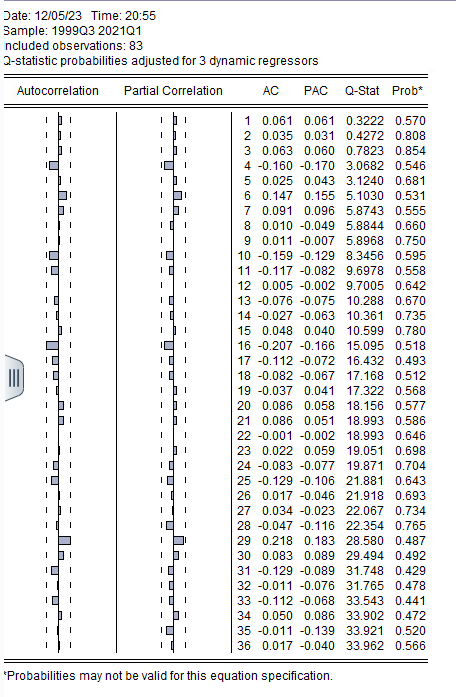 Date: 12/05/23 Time: 20:55
Sample: 1999Q3 2021Q1
Included observations: 83
Q-statistic probabilities adjusted for 3 dynamic regressors
Autocorrelation Partial Correlation AC PAC Q-Stat Prob*
1 0.061 0.061 0.3222 0.570
2 0.035 0.031 0.4272 0.808
3 0.063 0.060 0.7823 0.854
4 -0.160 -0.170 3.0682 0.546
5 0.025 0.043 3.1240 0.681
6 0.147 0.155 5.1030 0.531
7 0.091 0.096 5.8743 0.555
8 0.010 -0.049 5.8844 0.660
9 0.011 -0.007 5.8968 0.750
10 -0.159 -0.129 8.3456 0.595
11 -0.117 -0.082 9.6978 0.558
12 0.005 -0.002 9.7005 0.642
13 -0.076 -0.075 10.288 0.670
14 -0.027 -0.063 10.361 0.735
15 0.048 0.040 10.599 0.780
16 -0.207 -0.166 15.095 0.518
17 -0.112 -0.072 16.432 0.493
18 -0.082 -0.067 17.168 0.512
19 -0.037 0.041 17.322 0.568
20 0.086 0.058 18.156 0.577
21 0.086 0.051 18.993 0.586
22 -0.001 -0.002 18.993 0.646
23 0.022 0.059 19.051 0.698
24 -0.083 -0.077 19.871 0.704
25 -0.129 -0.106 21.881 0.643
26 0.017 -0.046 21.918 0.693
27 0.034 -0.023 22.067 0.734
28 -0.047 -0.116 22.354 0.765
29 0.218 0.183 28.580 0.487
30 0.083 0.089 29.494 0.492
31 -0.129 -0.089 31.748 0.429
32 -0.011 -0.076 31.765 0.478
33 -0.112 -0.068 33.543 0.441
34 0.050 0.086 33.902 0.472
35 -0.011 -0.139 33.921 0.520
36 0.017 -0.040 33.962 0.566
*Probabilities may not be valid for this equation specification.